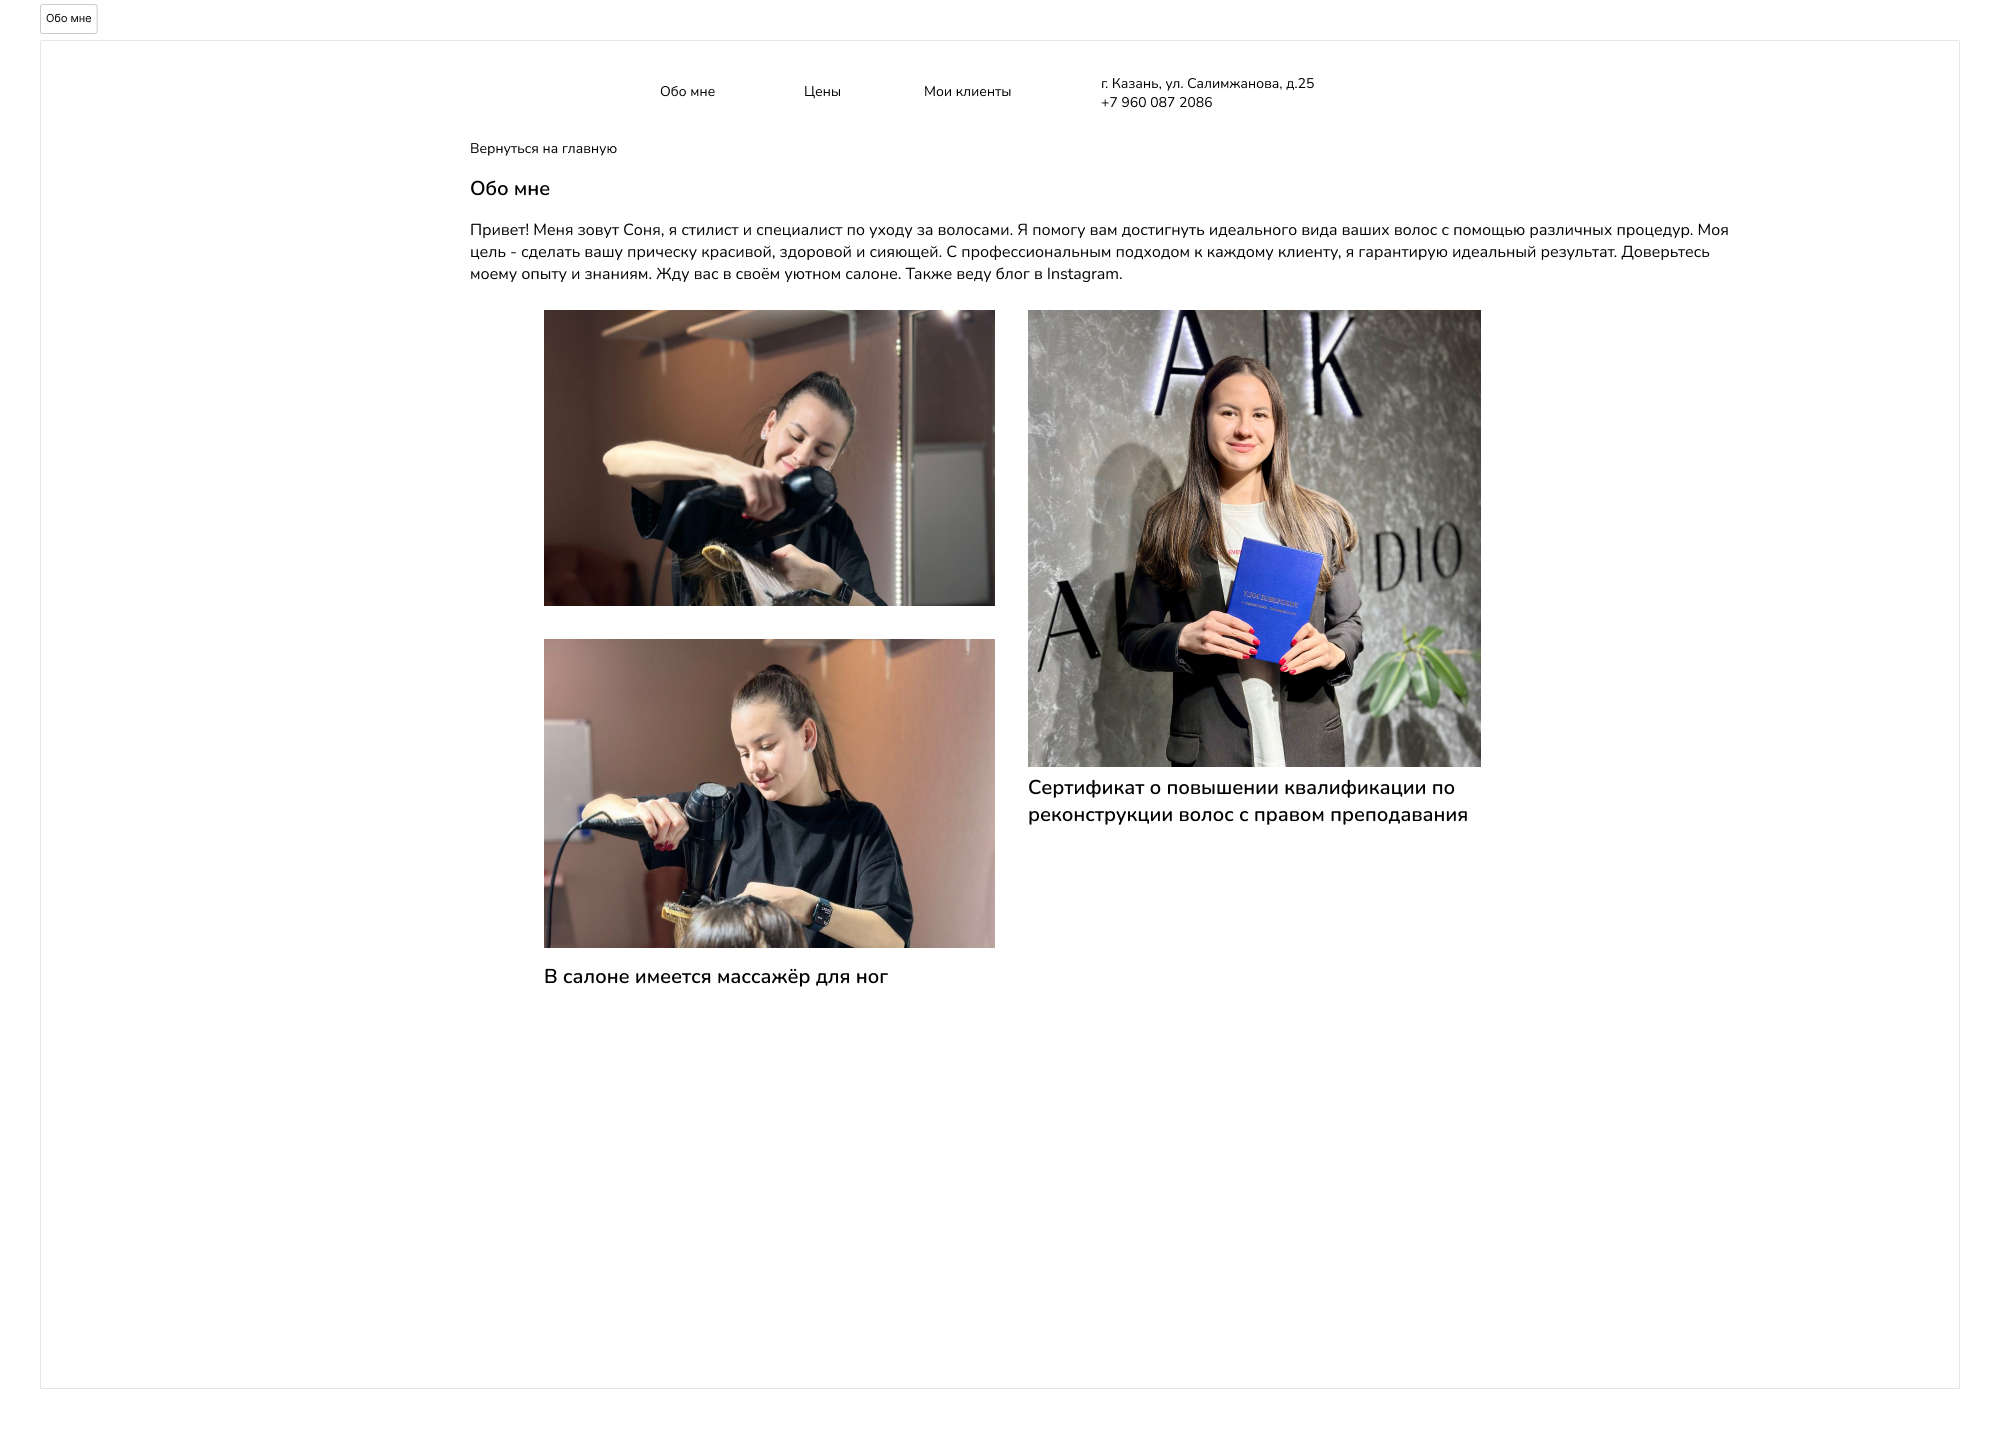 Обо мне
Обо мне
Цены
Мои клиенты
г. Казань, ул. Салимжанова, д.25
+7 960 087 2086
Вернуться на главную
Обо мне
Привет! Меня зовут Соня, я стилист и специалист по уходу за волосами. Я помогу вам достигнуть идеального вида ваших волос с помощью различных процедур. Моя
цель - сделать вашу прическу красивой, здоровой и сияющей. С профессиональным подходом к каждому клиенту, я гарантирую идеальный результат. Доверьтесь
моему опыту и знаниям. Жду вас в своём уютном салоне. Также веду блог в Instagram.
A K
УДОСТОВЕРЕНИЕ
Сертификат о повышении квалификации по
реконструкции волос с правом преподавания
В салоне имеется массажёр для ног